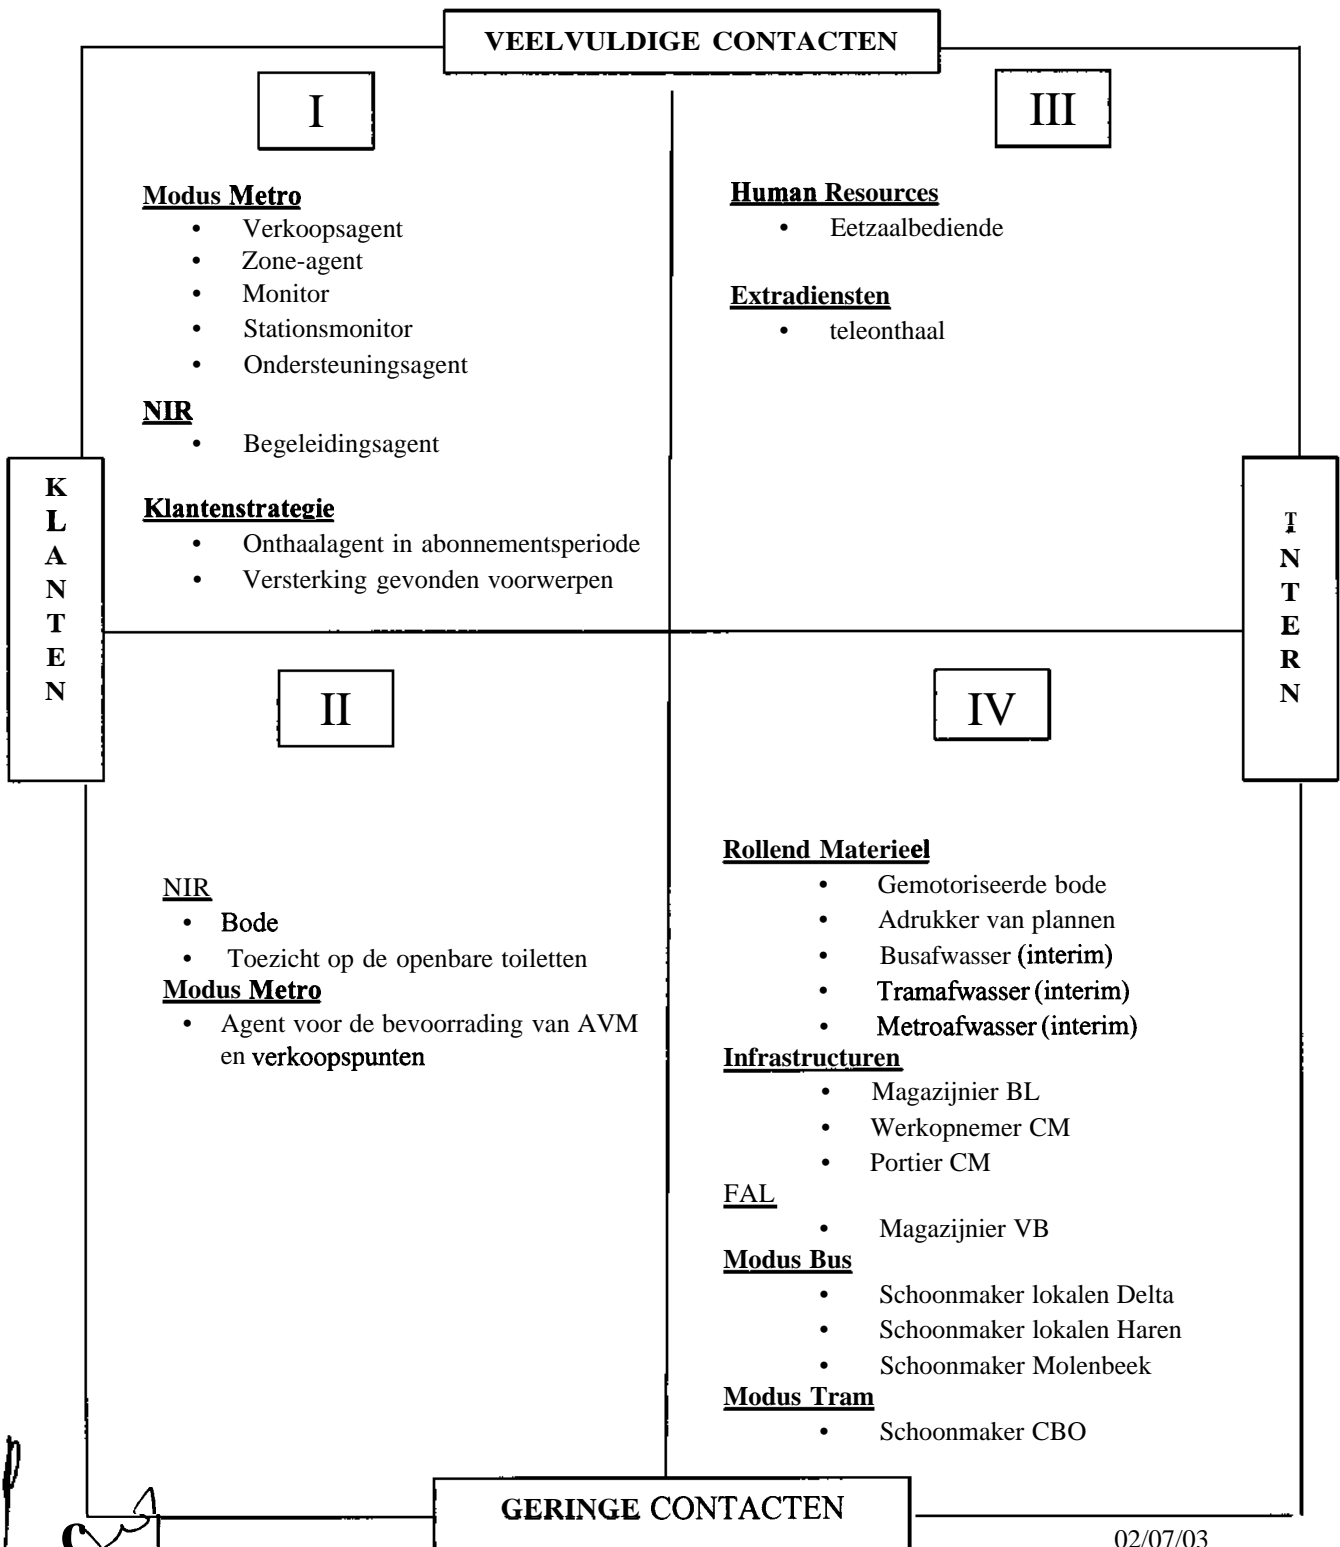 VEELVULDIGE CONTACTEN
I
Modus Metro
• Verkoopsagent
• Zone-agent
• Monitor
• Stationsmonitor
• Ondersteuningsagent
NIR
• Begeleidingsagent
Klantenstrategie
• Onthaalagent in abonnementsperiode
• Versterking gevonden voorwerpen
III
Human Resources
• Eetzaalbediende
Extradiensten
• teleonthaal
K
L
A
N
T
E
N
I
N
T
E
R
N
II
NIR
• Bode
• Toezicht op de openbare toiletten
Modus Metro
• Agent voor de bevoorrading van AVM
en verkoopspunten
IV
Rollend Materieel
• Gemotoriseerde bode
• Adrukker van plannen
• Busafwasser (interim)
• Tramafwasser (interim)
• Metroafwasser (interim)
Infrastructuren
• Magazijnier BL
• Werkopnemer CM
• Portier CM
FAL
• Magazijnier VB
Modus Bus
• Schoonmaker lokalen Delta
• Schoonmaker lokalen Haren
• Schoonmaker Molenbeek
Modus Tram
• Schoonmaker CBO
GERINGE CONTACTEN
02/07/03